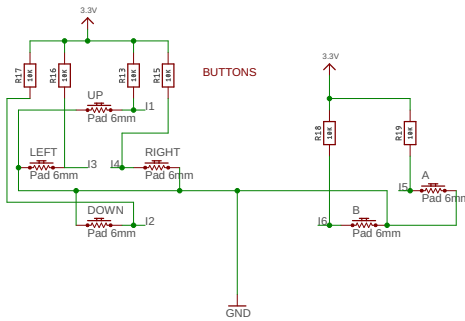 3.3V
R17 10K
R16 10K
R13 10K
R15 10K
BUTTONS
3.3V
UP
I1
Pad 6mm
R18 10K
R19 10K
LEFT
I3
Pad 6mm
I4
RIGHT
Pad 6mm
A
I5
Pad 6mm
DOWN
I2
Pad 6mm
B
I6
Pad 6mm
GND